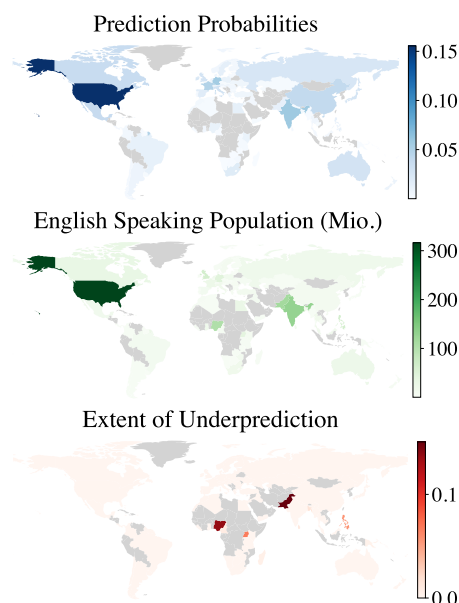 Prediction Probabilities
0.15
0.10
0.05
English Speaking Population (Mio.)
300
200
100
Extent of Underprediction
0.1
0.0